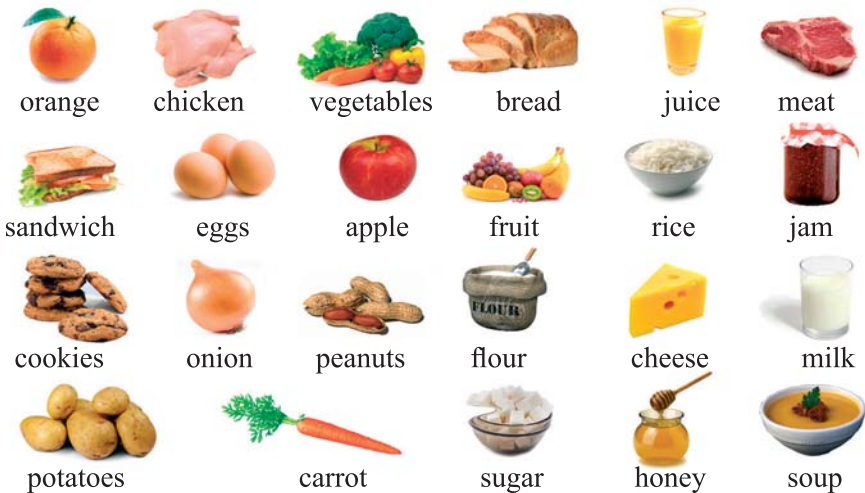 orange chicken vegetables bread juice meat
sandwich eggs apple fruit rice jam
FLOUR
cookies onion peanuts flour cheese milk
potatoes carrot sugar honey soup